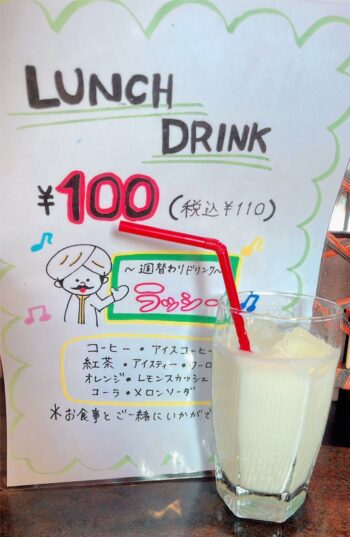 LUNCH
DRINK
¥100 (税込¥110)
〜週替わりドリンク〜
ラッシー
コーヒー・アイスコーヒー
紅茶・アイスティー・ウーロ
オレンジ・レモンスカッシュ
コーラ・メロンソーダ
※お食事とご一緒にいかがで